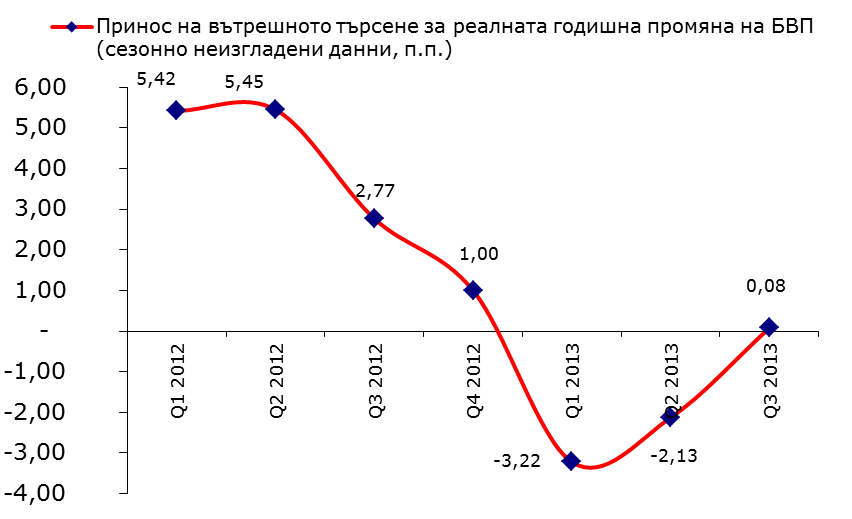 Принос на вътрешното търсене за реалната годишна промяна на БВП
(сезонно неизгладени данни, п.п.)
5,42
5,45
2,77
1,00
-3,22
-2,13
0,08
6,00
5,00
4,00
3,00
2,00
1,00
-
-1,00
-2,00
-3,00
-4,00
Q1 2012
Q2 2012
Q3 2012
Q4 2012
Q1 2013
Q2 2013
Q3 2013